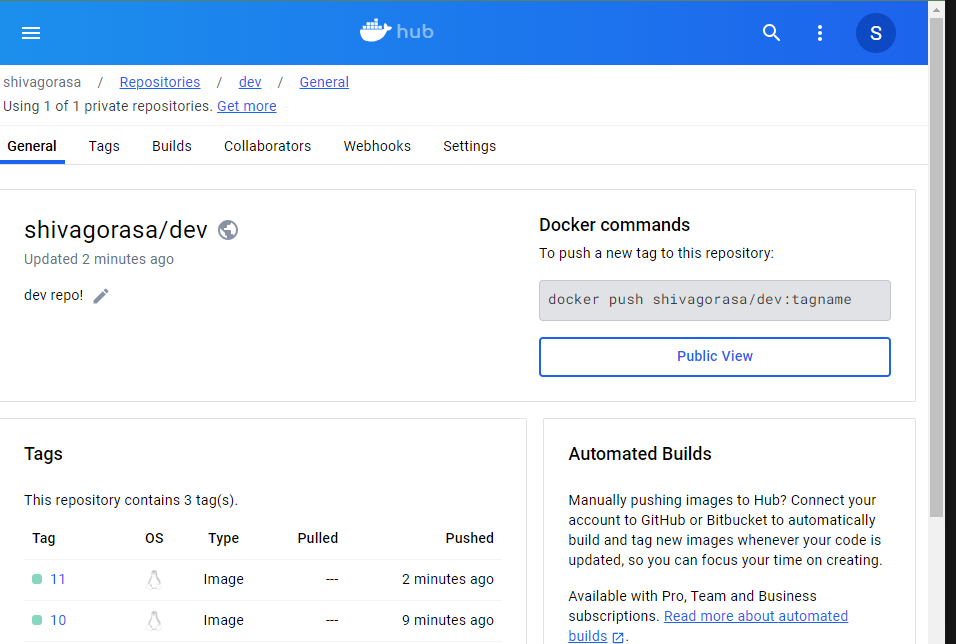 hub
S
shivagorasa / Repositories / dev / General
Using 1 of 1 private repositories. Get more
General Tags Builds Collaborators Webhooks Settings
shivagorasa/dev
Updated 2 minutes ago
dev repo!
Docker commands
To push a new tag to this repository:
docker push shivagorasa/dev:tagname
Public View
Tags
This repository contains 3 tag(s).
Tag OS Type Pulled Pushed
11 Image --- 2 minutes ago
10 Image --- 9 minutes ago
Automated Builds
Manually pushing images to Hub? Connect your
account to GitHub or Bitbucket to automatically
build and tag new images whenever your code is
updated, so you can focus your time on creating.
Available with Pro, Team and Business
subscriptions. Read more about automated
builds .